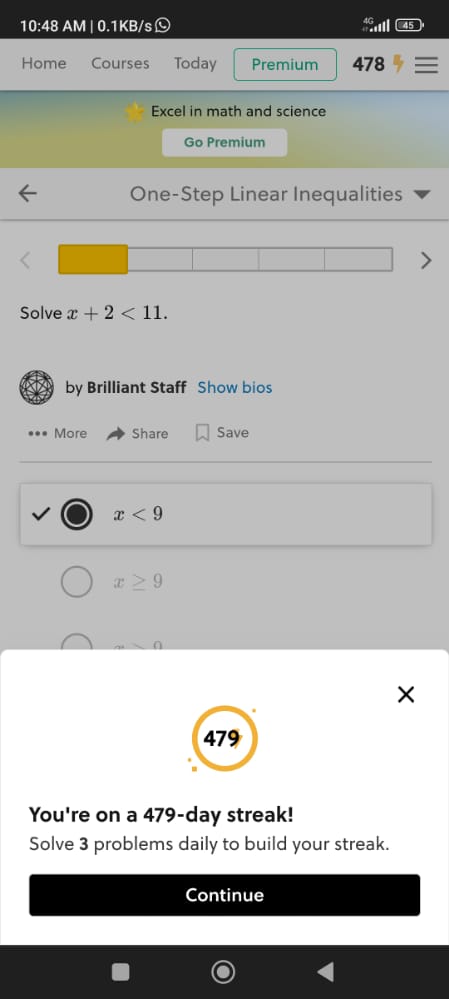 10:48 AM | 0.1KB/s
4G
45
Home Courses Today Premium 478
Excel in math and science
Go Premium
One-Step Linear Inequalities
Solve x + 2 < 11.
by Brilliant Staff Show bios
More Share Save
x < 9
x ≥ 9
479
You're on a 479-day streak!
Solve 3 problems daily to build your streak.
Continue